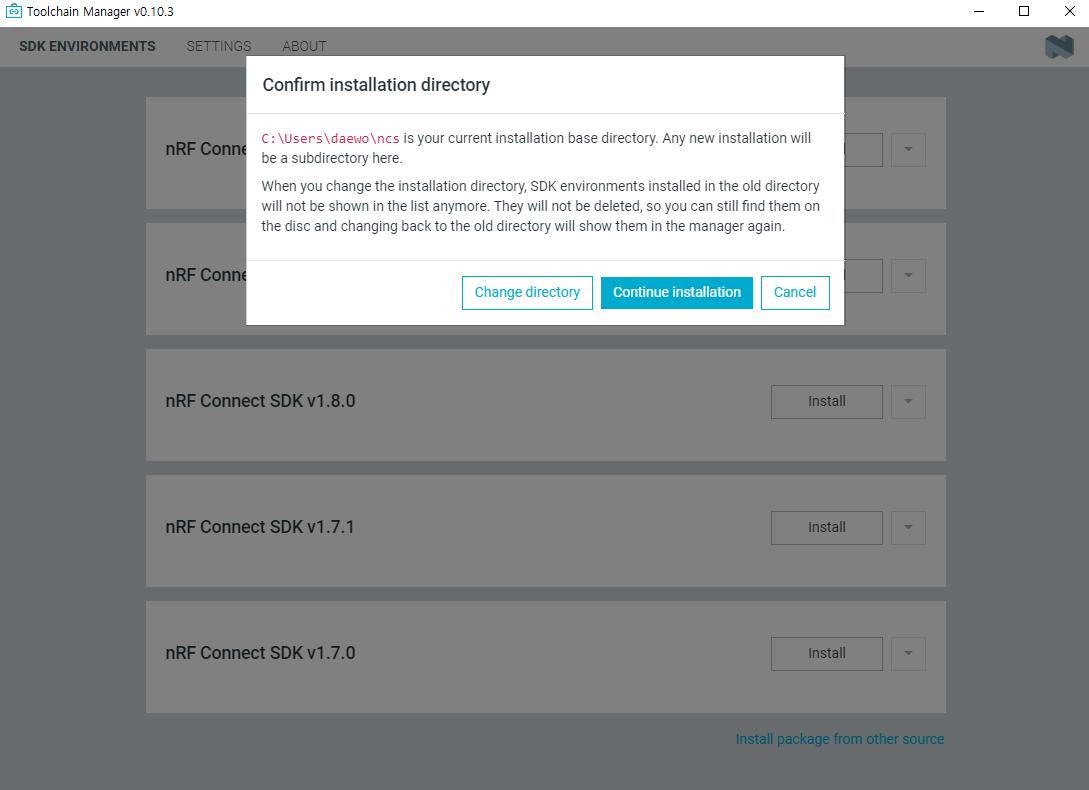 Toolchain Manager v0.10.3
SDK ENVIRONMENTS SETTINGS ABOUT
Confirm installation directory
C:\Users\daewo\ncs is your current installation base directory. Any new installation will
be a subdirectory here.
When you change the installation directory, SDK environments installed in the old directory
will not be shown in the list anymore. They will not be deleted, so you can still find them on
the disc and changing back to the old directory will show them in the manager again.
Change directory Continue installation Cancel
nRF Conne
nRF Conne
nRF Connect SDK v1.8.0 Install
nRF Connect SDK v1.7.1 Install
nRF Connect SDK v1.7.0 Install
Install package from other source